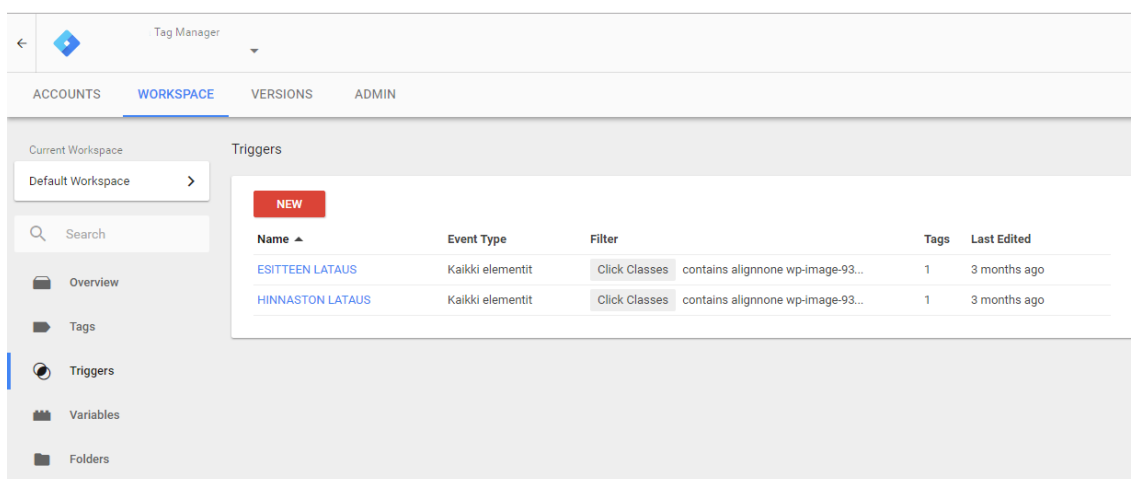 Tag Manager
ACCOUNTS WORKSPACE VERSIONS ADMIN
Current Workspace
Default Workspace
Search
Overview
Tags
Triggers
Variables
Folders
Triggers
NEW
Name Event Type Filter Tags Last Edited
ESITTEEN LATAUS Kaikki elementit Click Classes contains alignnone wp-image-93... 1 3 months ago
HINNASTON LATAUS Kaikki elementit Click Classes contains alignnone wp-image-93... 1 3 months ago